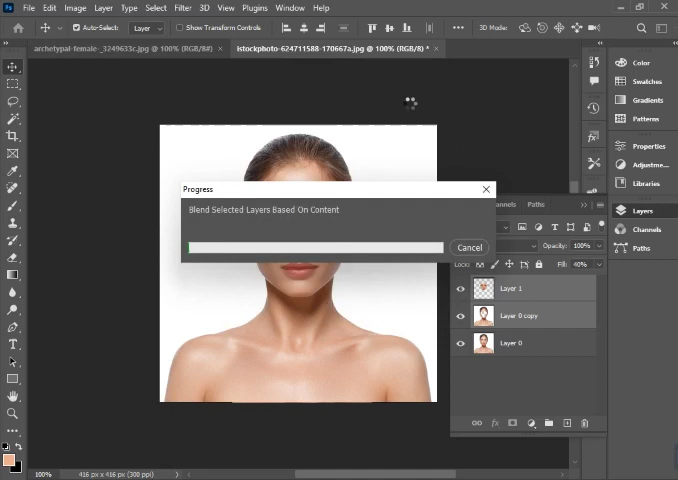 Ps File Edit Image Layer Type Select Filter 3D View Plugins Window Help
Auto-Select: Layer Show Transform Controls 3D Mode:
archetypal-female-_3249633c.jpg @ 100% (RGB/8#) × istockphoto-624711588-170667a.jpg @ 100% (RGB/8) * ×
Color
Swatches
Gradients
Patterns
Properties
Adjustme...
Libraries
Layers
Channels
Paths
Progress
Blend Selected Layers Based On Content
Cancel
annels Paths
Opacity: 100%
Lock: Fill: 40%
Layer 1
Layer 0 copy
Layer 0
fx
T
100% 416 px x 416 px (300 ppi)